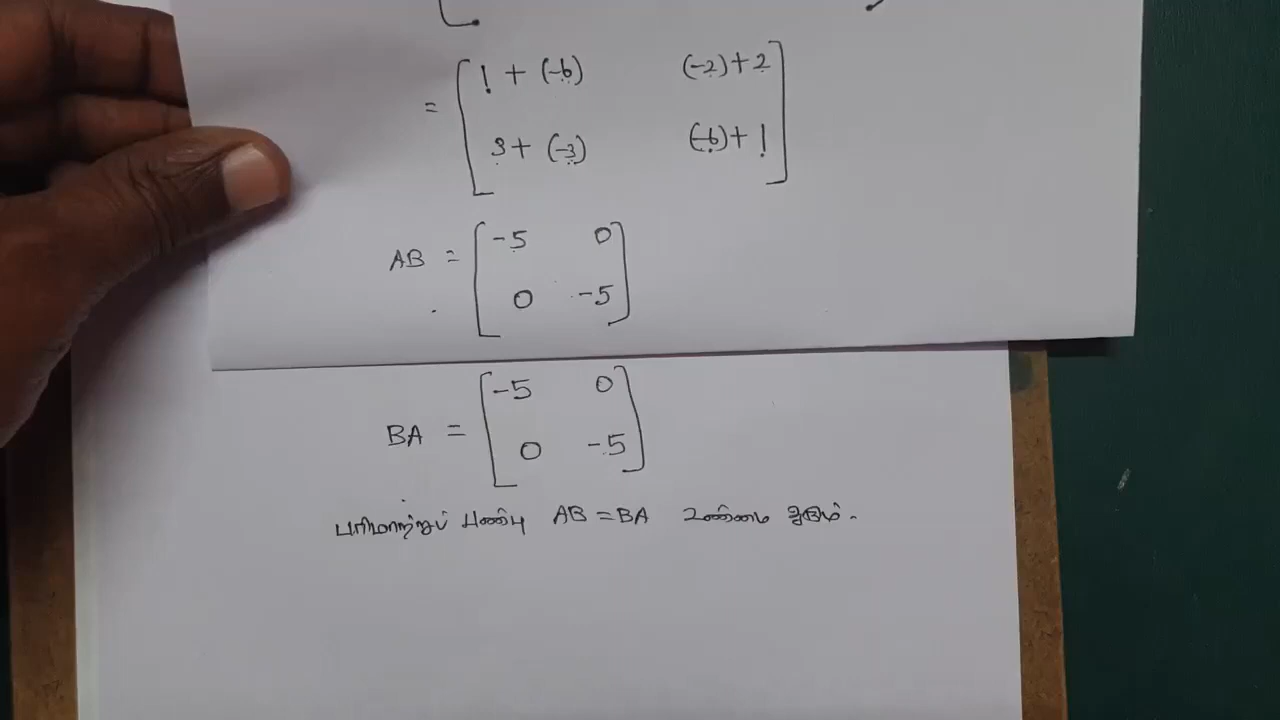 = [ 1 + (-6) (-2)+2
3 + (-3) (-6)+ 1 ]
AB = [ -5 0
0 -5 ]
BA = [ -5 0
0 -5 ]
பரிமாற்றுப் பண்பு AB = BA உண்மை ஆகும்.